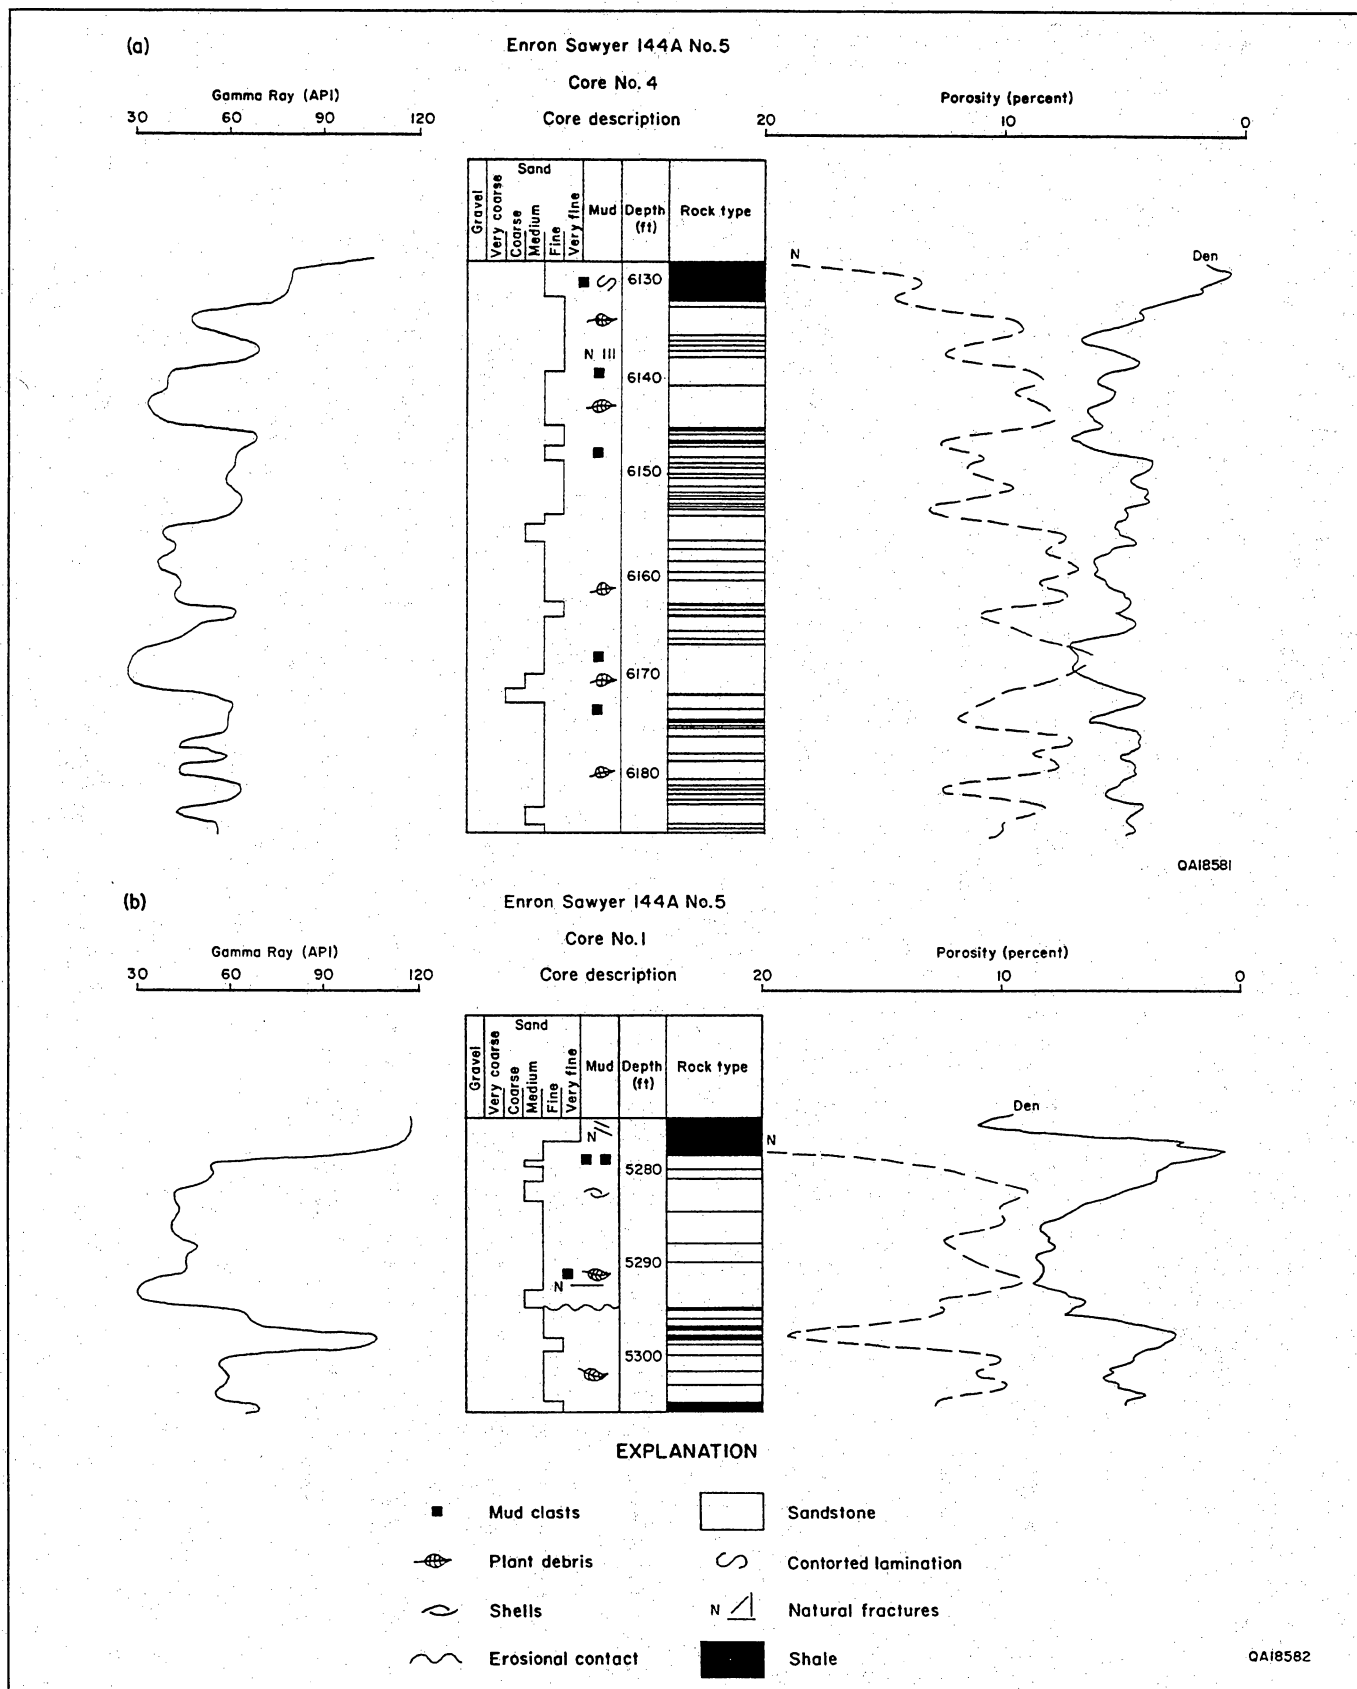 (a)
Enron Sawyer 144A No.5
Core No. 4
Core description
Gamma Ray (API)
30 60 90 120
Porosity (percent)
20 10 0
Gravel
Very coarse
Coarse
Sand
Medium
Fine
Very fine
Mud
Depth (ft)
Rock type
N
Den
6130
N
6140
6150
6160
6170
6180
QA18581
(b)
Enron Sawyer 144A No.5
Core No.1
Core description
Gamma Ray (API)
30 60 90 120
Porosity (percent)
20 10 0
Gravel
Very coarse
Coarse
Sand
Medium
Fine
Very fine
Mud
Depth (ft)
Rock type
Den
N
N
5280
5290
N
5300
EXPLANATION
Mud clasts
Sandstone
Plant debris
Contorted lamination
Shells
N Natural fractures
Erosional contact
Shale
QA18582